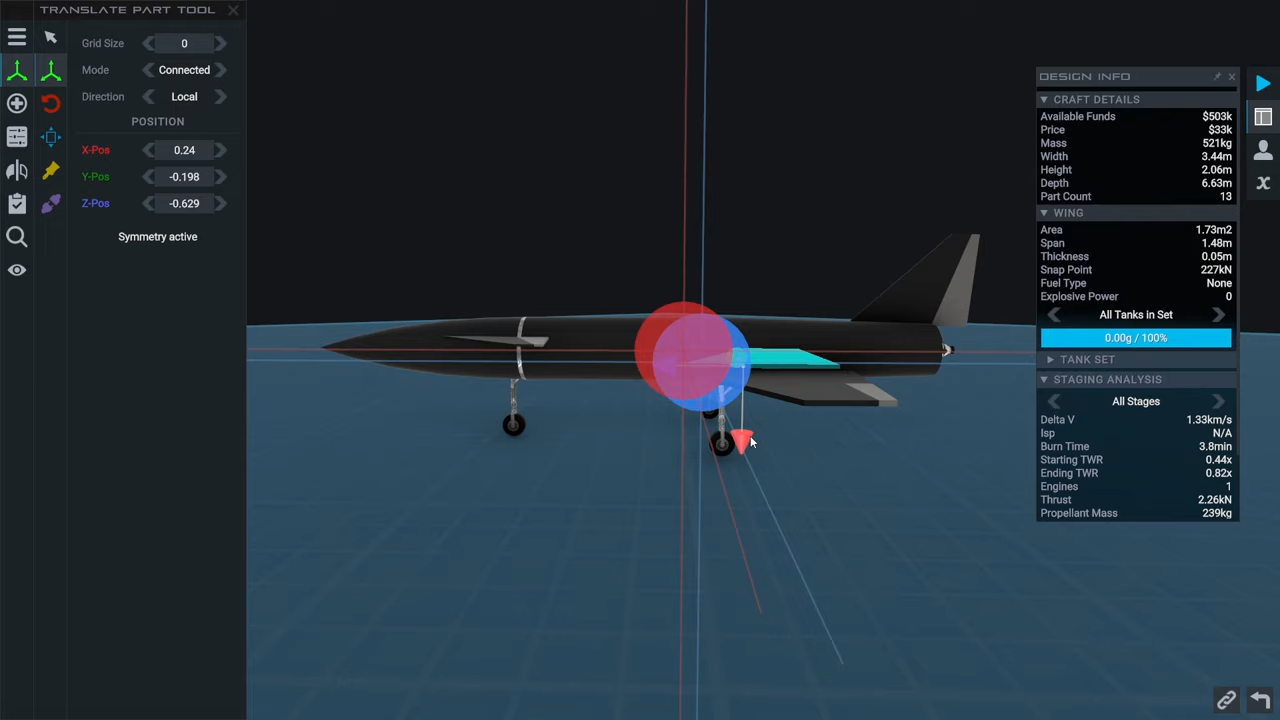 TRANSLATE PART TOOL
Grid Size 0
Mode Connected
Direction Local
POSITION
X-Pos 0.24
Y-Pos -0.198
Z-Pos -0.629
Symmetry active
DESIGN INFO
CRAFT DETAILS
Available Funds $503k
Price $33k
Mass 521kg
Width 3.44m
Height 2.06m
Depth 6.63m
Part Count 13
WING
Area 1.73m2
Span 1.48m
Thickness 0.05m
Snap Point 227kN
Fuel Type None
Explosive Power 0
All Tanks in Set
0.00g / 100%
TANK SET
STAGING ANALYSIS
All Stages
Delta V 1.33km/s
Isp N/A
Burn Time 3.8min
Starting TWR 0.44x
Ending TWR 0.82x
Engines 1
Thrust 2.26kN
Propellant Mass 239kg